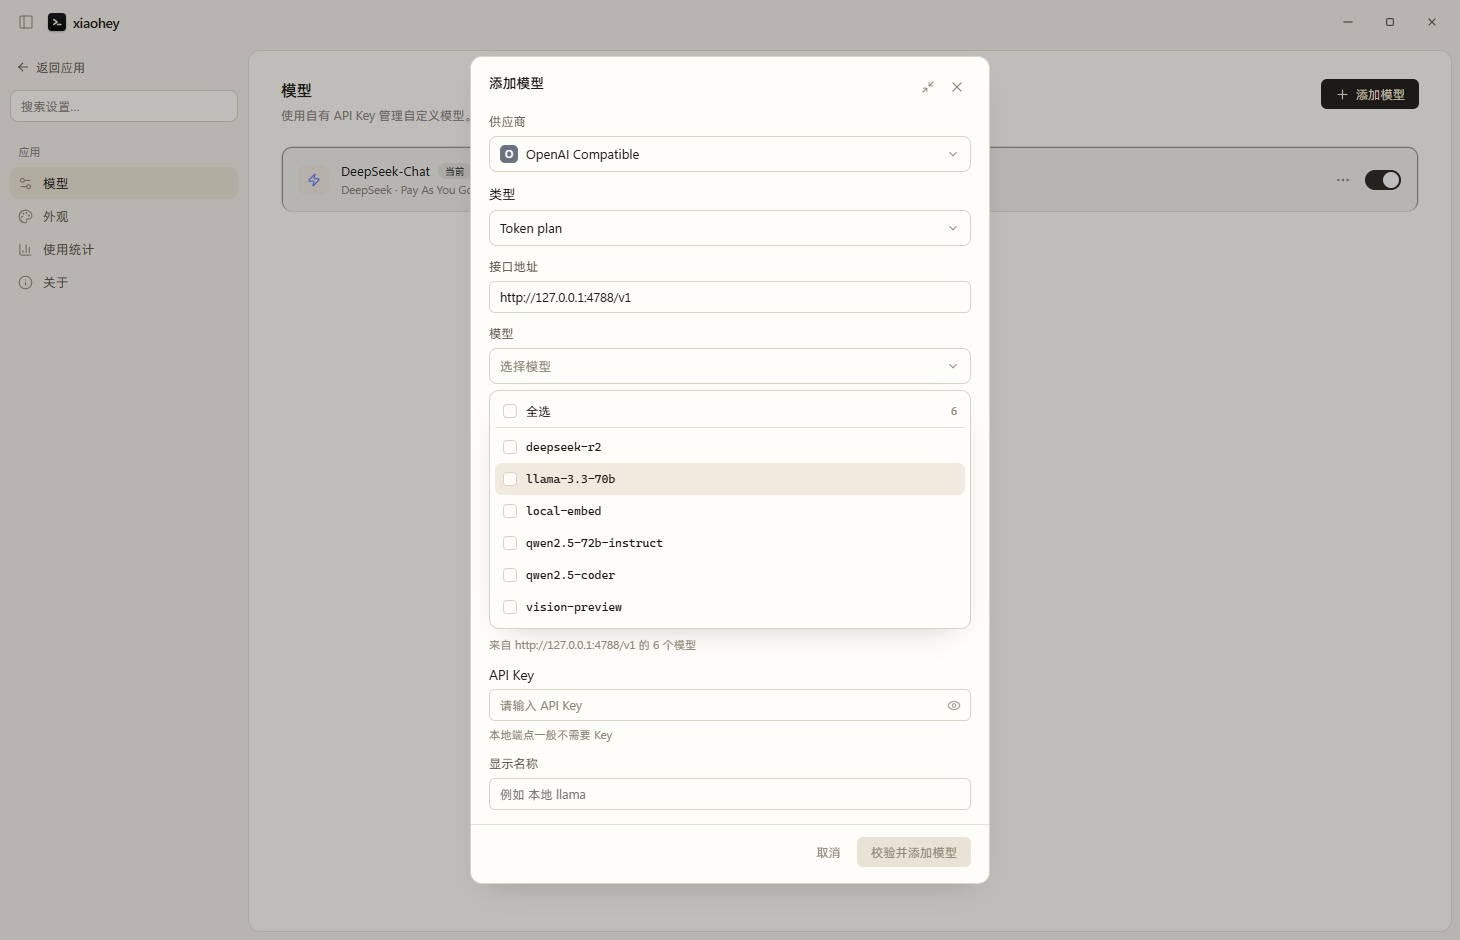 xiaohey
返回应用
搜索设置...
应用
模型
外观
使用统计
关于
模型
使用自有 API Key 管理自定义模型。
添加模型
DeepSeek-Chat 当前
DeepSeek · Pay As You Go
添加模型
供应商
O OpenAI Compatible
类型
Token plan
接口地址
http://127.0.0.1:4788/v1
模型
选择模型
全选 6
deepseek-r2
llama-3.3-70b
local-embed
qwen2.5-72b-instruct
qwen2.5-coder
vision-preview
来自 http://127.0.0.1:4788/v1 的 6 个模型
API Key
请输入 API Key
本地端点一般不需要 Key
显示名称
例如 本地 llama
取消
校验并添加模型